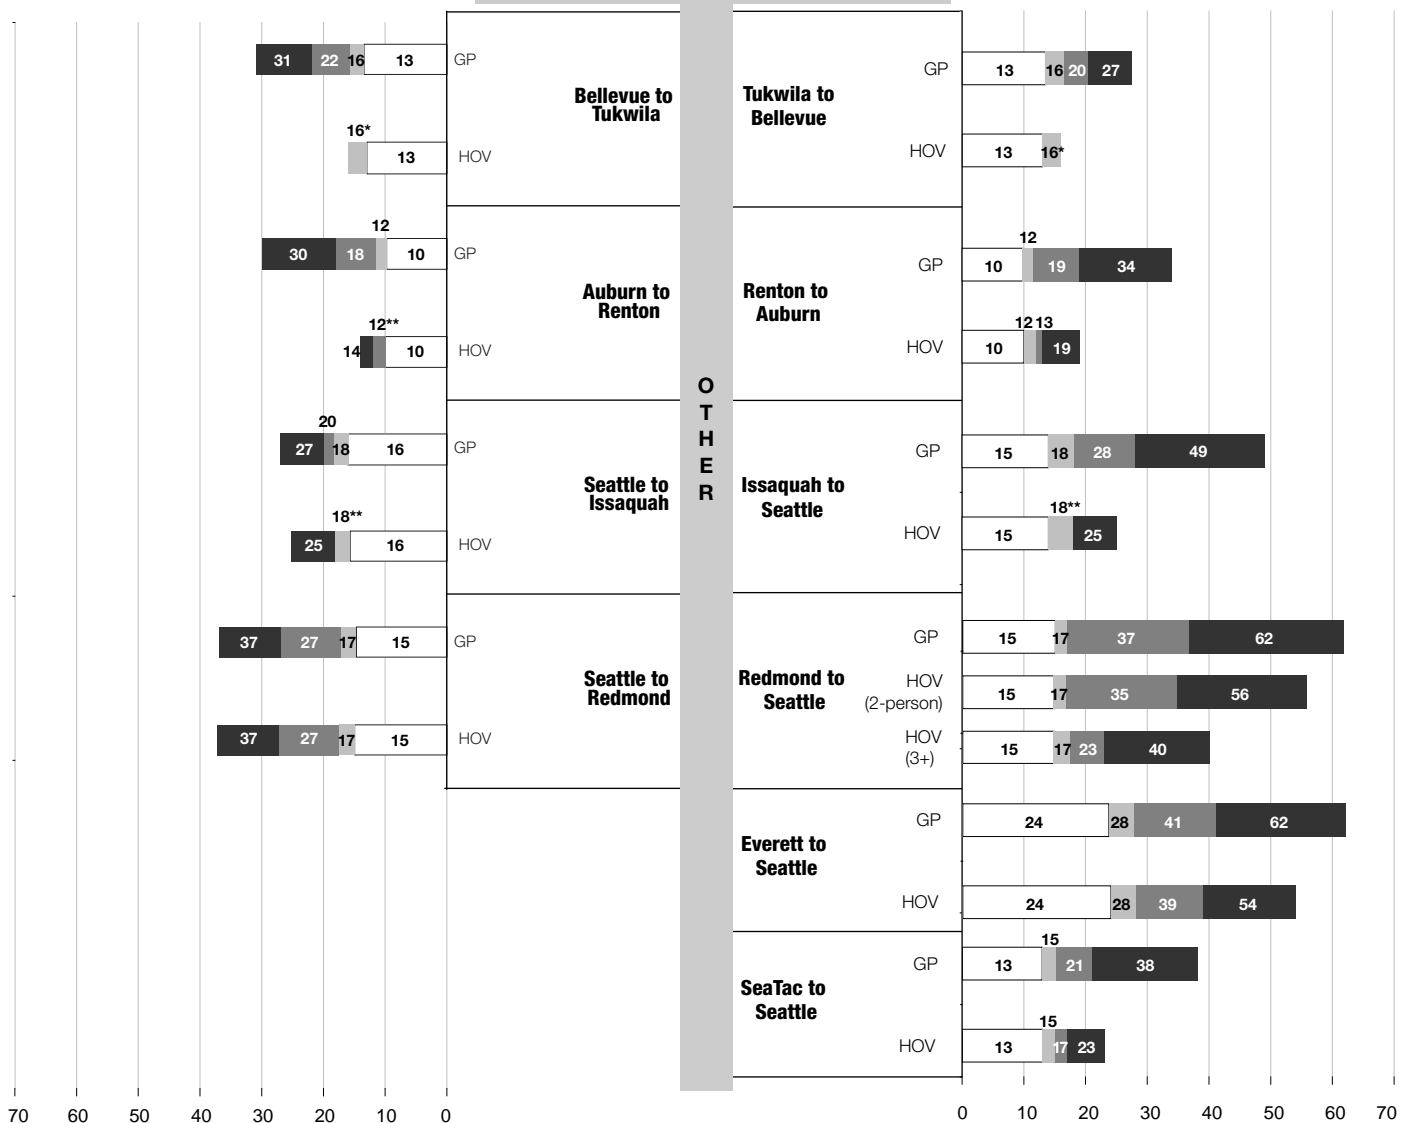 31 22 16 13 GP
Bellevue to
Tukwila
16*
13 HOV
12
30 18 10 GP
Auburn to
Renton
12**
14 10 HOV
20
27 18 16 GP
Seattle to
Issaquah
18**
25 16 HOV
37 27 17 15 GP
Seattle to
Redmond
37 27 17 15 HOV
70 60 50 40 30 20 10 0
O
T
H
E
R
GP 13 16 20 27
Tukwila to
Bellevue
HOV 13 16*
12
GP 10 19 34
Renton to
Auburn
12 13
HOV 10 19
GP 15 18 28 49
Issaquah to
Seattle
18**
HOV 15 25
GP 15 17 37 62
Redmond to
Seattle
HOV
(2-person)
15 17 35 56
HOV
(3+)
15 17 23 40
GP 24 28 41 62
Everett to
Seattle
HOV 24 28 39 54
15
GP 13 21 38
SeaTac to
Seattle
15
HOV 13 17 23
0 10 20 30 40 50 60 70